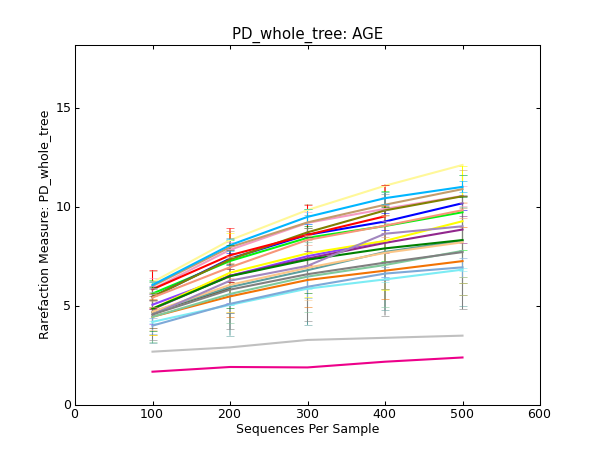 PD_whole_tree: AGE
Rarefaction Measure: PD_whole_tree
15
10
5
0
0 100 200 300 400 500 600
Sequences Per Sample